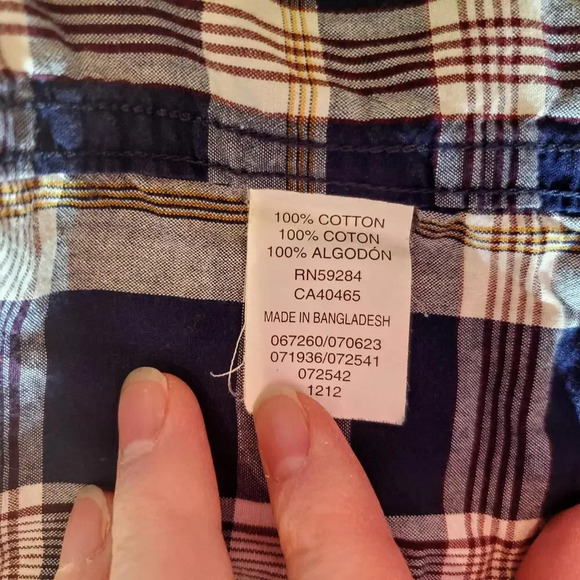 100% COTTON
100% COTON
100% ALGODÓN
RN59284
CA40465
MADE IN BANGLADESH
067260/070623
071936/072541
072542
1212